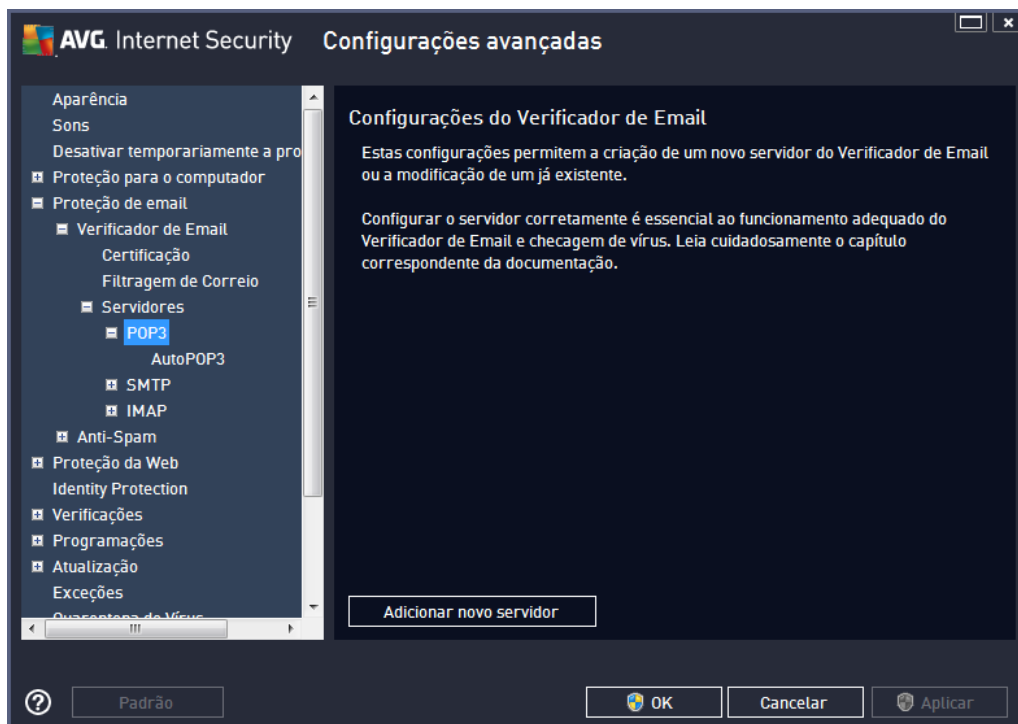 AVG. Internet Security Configurações avançadas
Aparência
Sons
Desativar temporariamente a pro
Proteção para o computador
Proteção de email
Verificador de Email
Certificação
Filtragem de Correio
Servidores
POP3
AutoPOP3
SMTP
IMAP
Anti-Spam
Proteção da Web
Identity Protection
Verificações
Programações
Atualização
Exceções
Quarentena de Vírus
Configurações do Verificador de Email
Estas configurações permitem a criação de um novo servidor do Verificador de Email
ou a modificação de um já existente.
Configurar o servidor corretamente é essencial ao funcionamento adequado do
Verificador de Email e checagem de vírus. Leia cuidadosamente o capítulo
correspondente da documentação.
Adicionar novo servidor
Padrão
OK
Cancelar
Aplicar